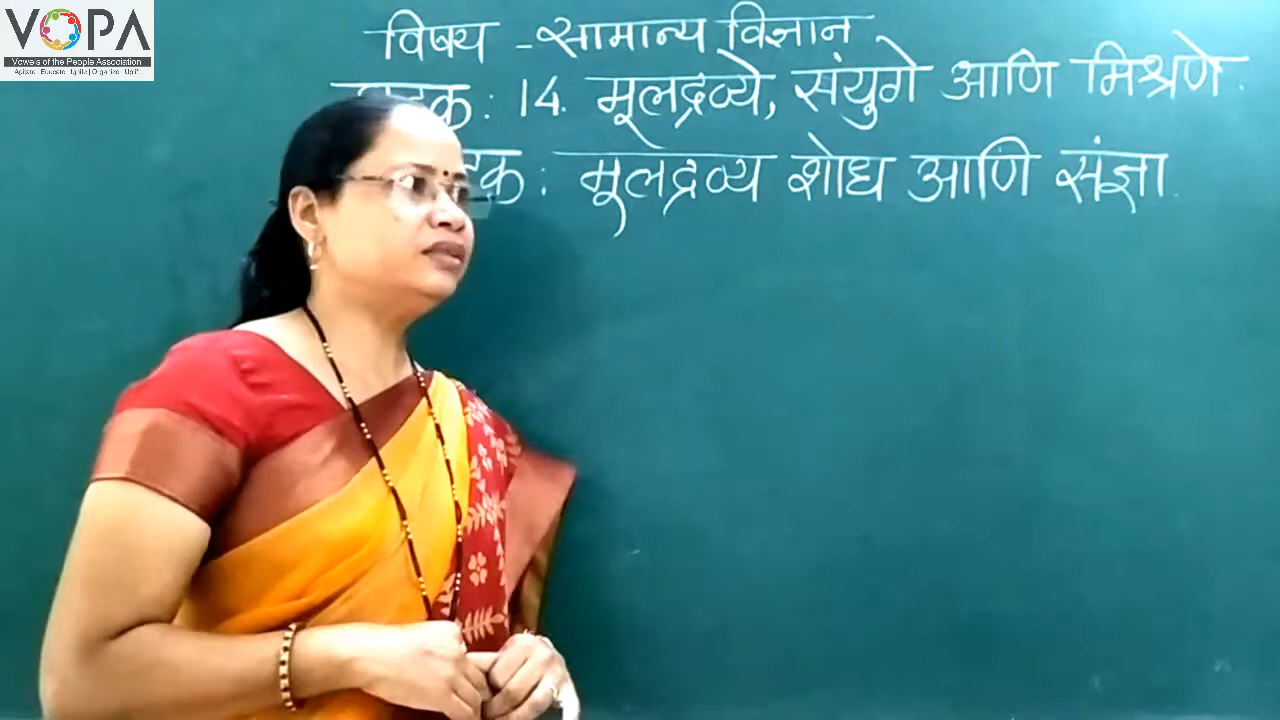 VOPA
Vowels of the People Association
विषय - सामान्य विज्ञान
: 14. मूलद्रव्ये, संयुगे आणि मिश्रणे.
: मूलद्रव्य शोध आणि संज्ञा.